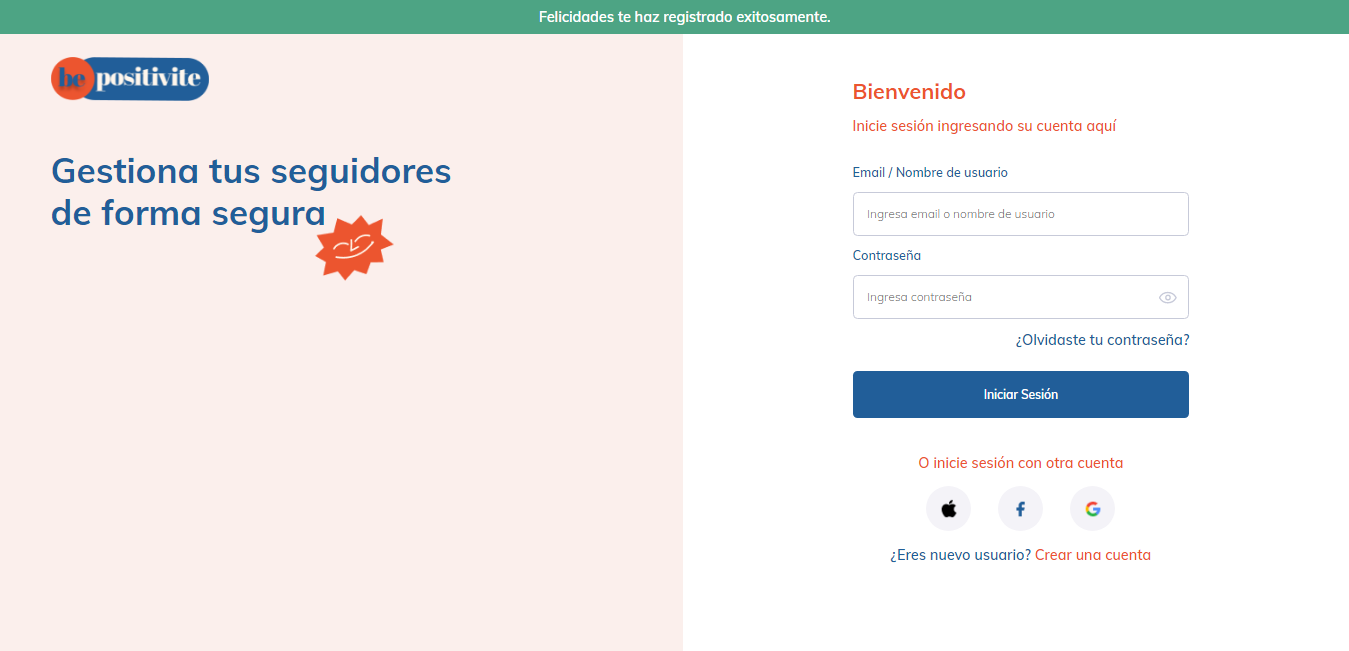 Felicidades te haz registrado exitosamente.
be positivite
Gestiona tus seguidores
de forma segura
Bienvenido
Inicie sesión ingresando su cuenta aquí
Email / Nombre de usuario
Ingresa email o nombre de usuario
Contraseña
Ingresa contraseña
¿Olvidaste tu contraseña?
Iniciar Sesión
O inicie sesión con otra cuenta
¿Eres nuevo usuario? Crear una cuenta